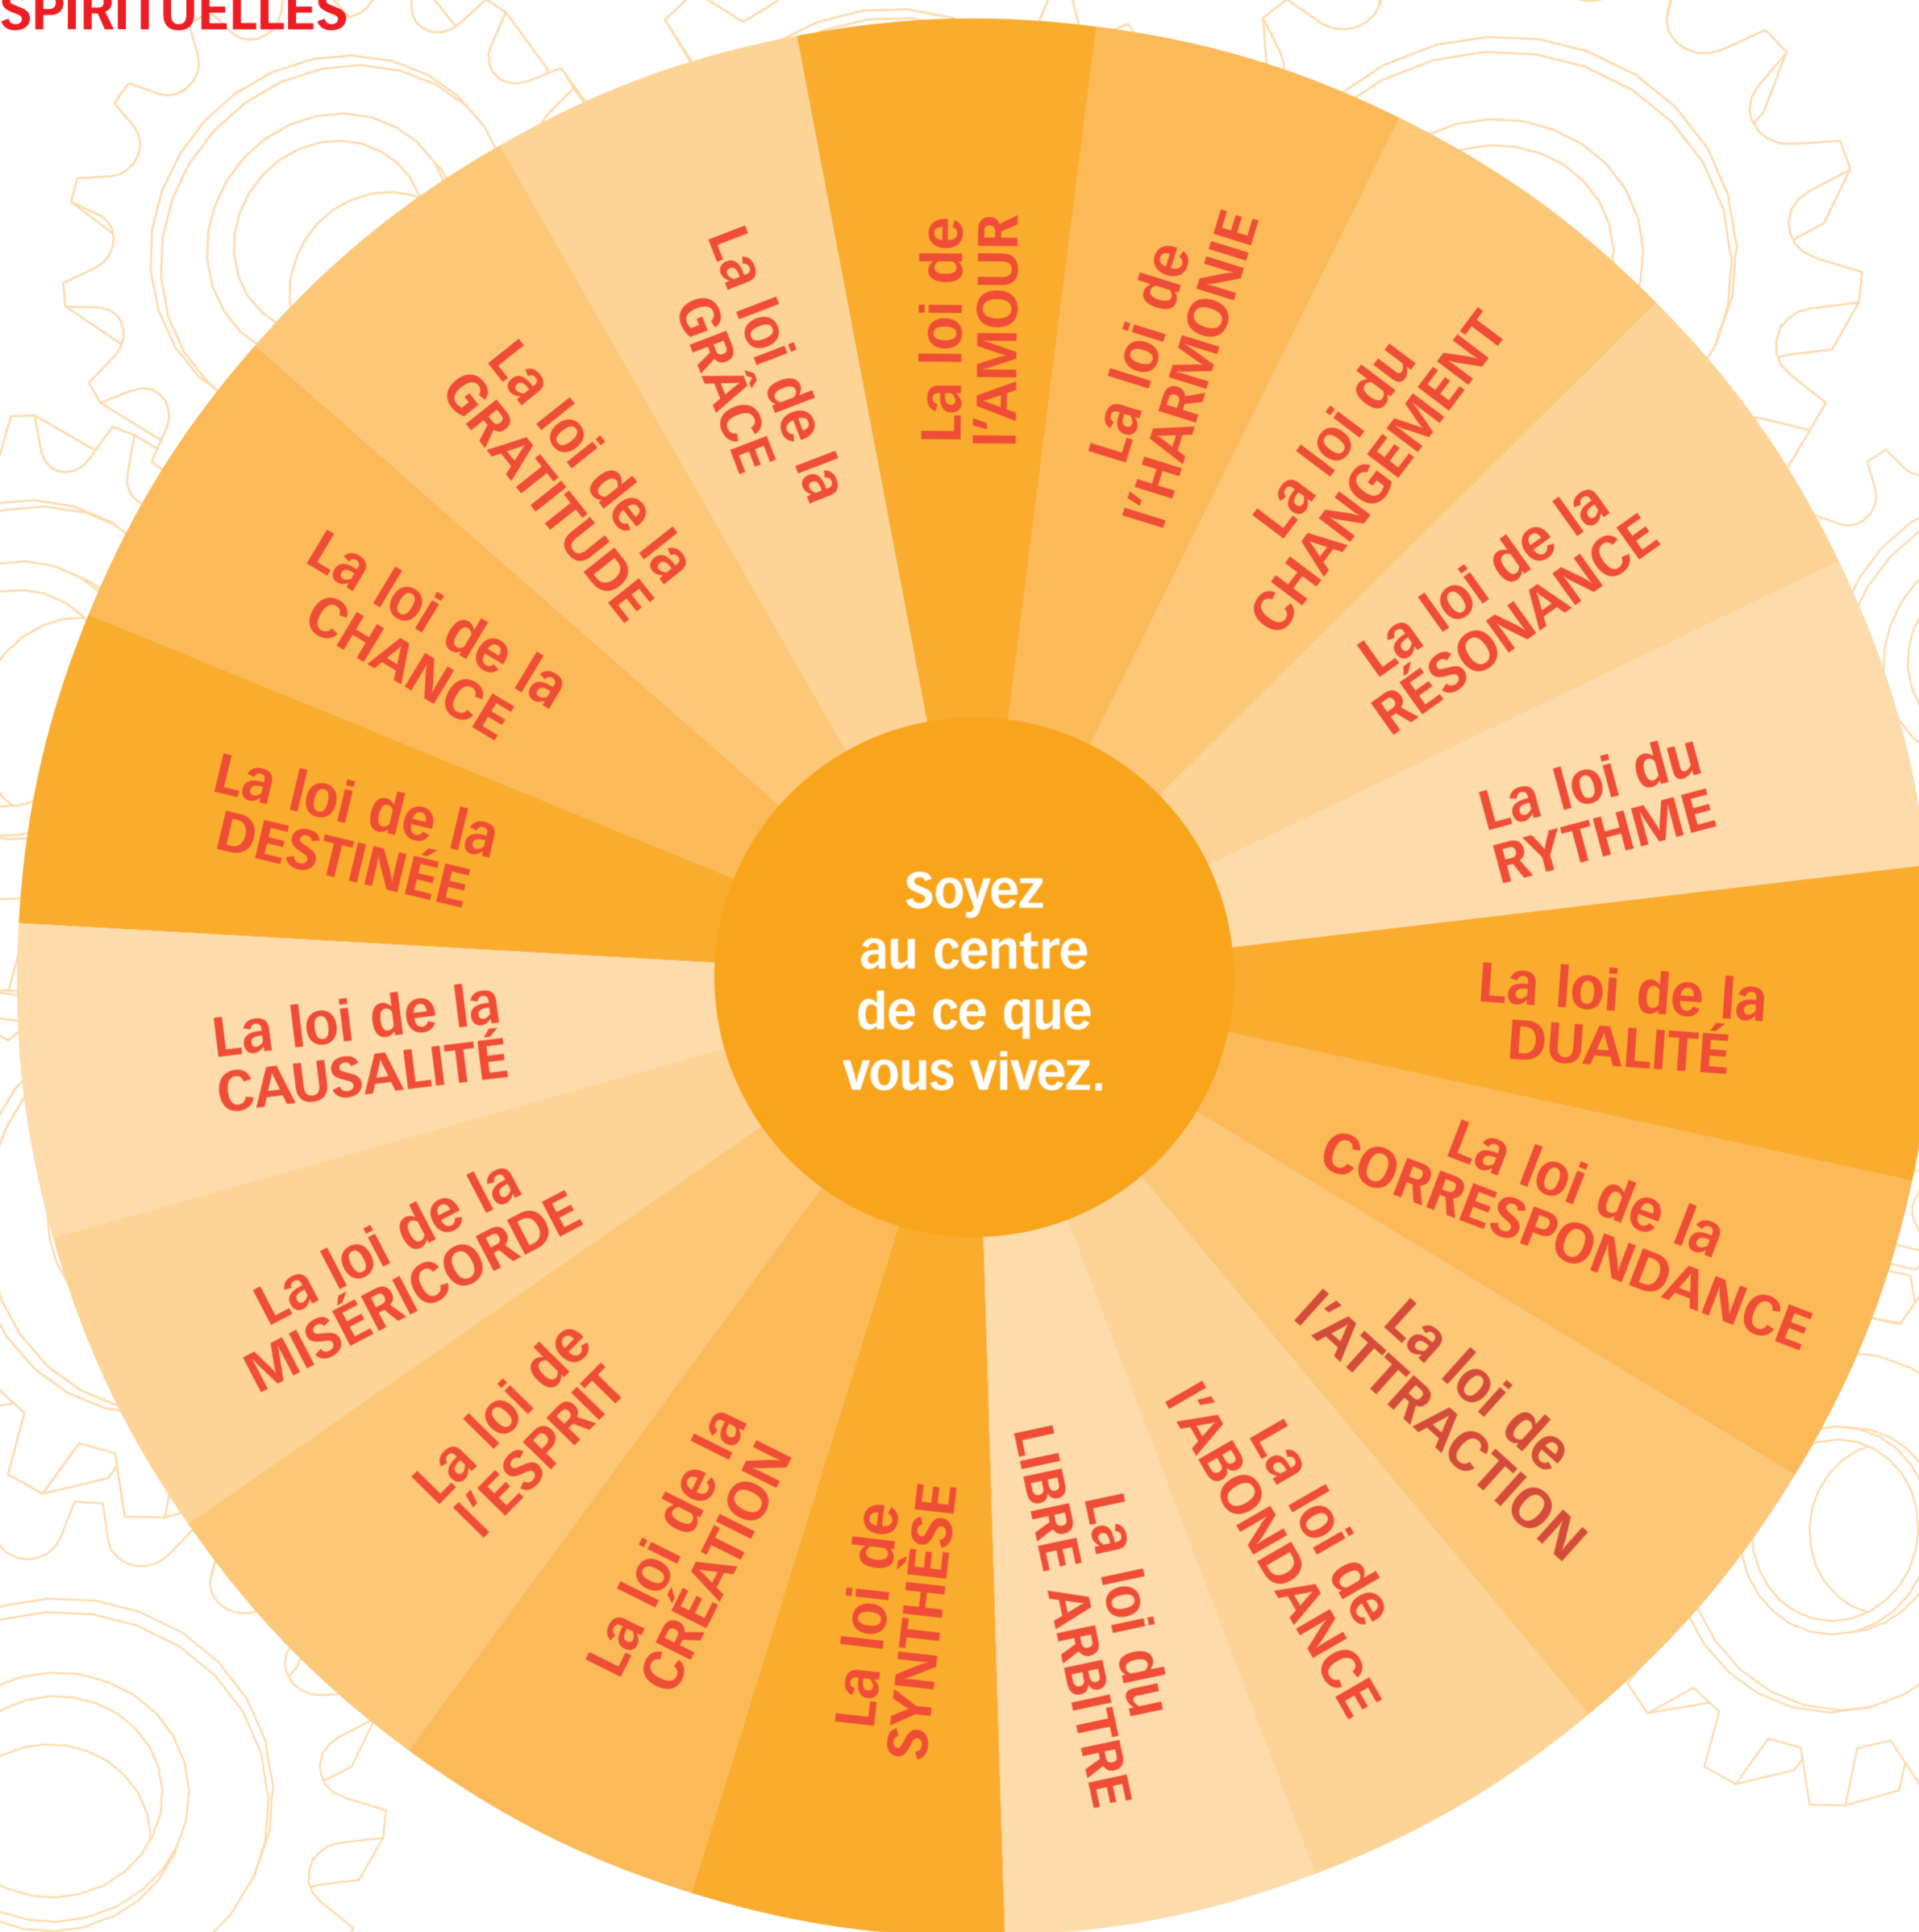 SPIRITUELLES
La loi de
l’AMOUR
La loi de
l’HARMONIE
La loi du
CHANGEMENT
La loi de la
RÉSONANCE
La loi du
RYTHME
La loi de la
DUALITÉ
La loi de la
CORRESPONDANCE
La loi de
l’ATTRACTION
La loi de
l’ABONDANCE
La loi du
LIBRE ARBITRE
La loi de
SYNTHÈSE
La loi de la
CRÉATION
La loi de
l’ESPRIT
La loi de la
MISÉRICORDE
La loi de la
CAUSALITÉ
La loi de la
DESTINÉE
La loi de la
CHANCE
La loi de la
GRATITUDE
La loi de la
GRÂCE
Soyez
au centre
de ce que
vous vivez.